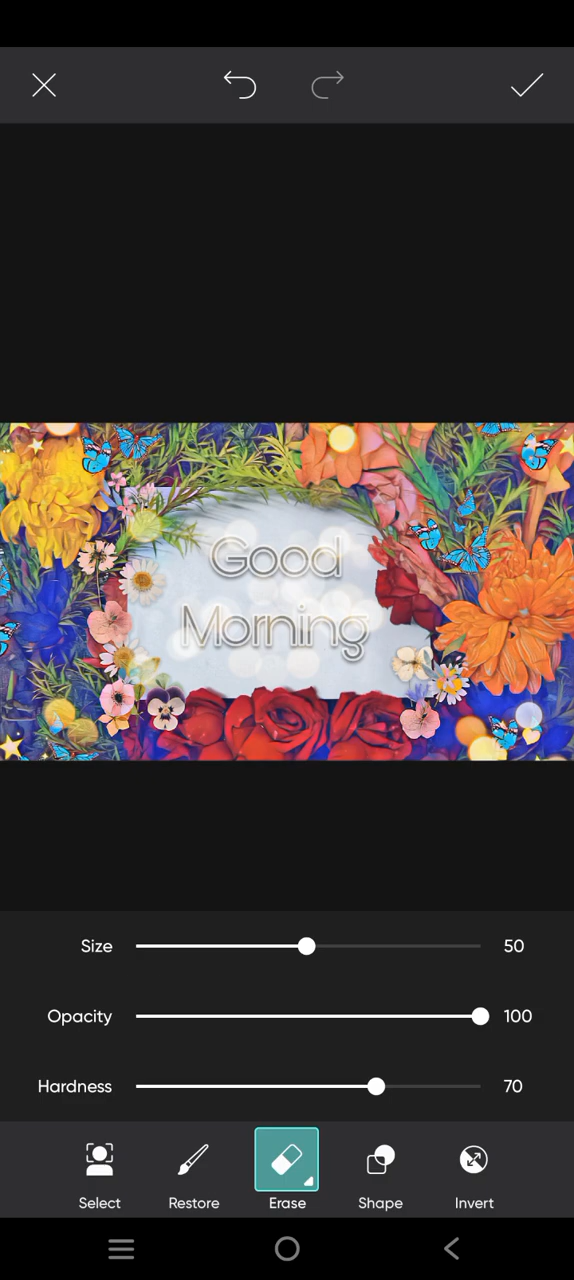 Good
Morning
Size 50
Opacity 100
Hardness 70
Select Restore Erase Shape Invert